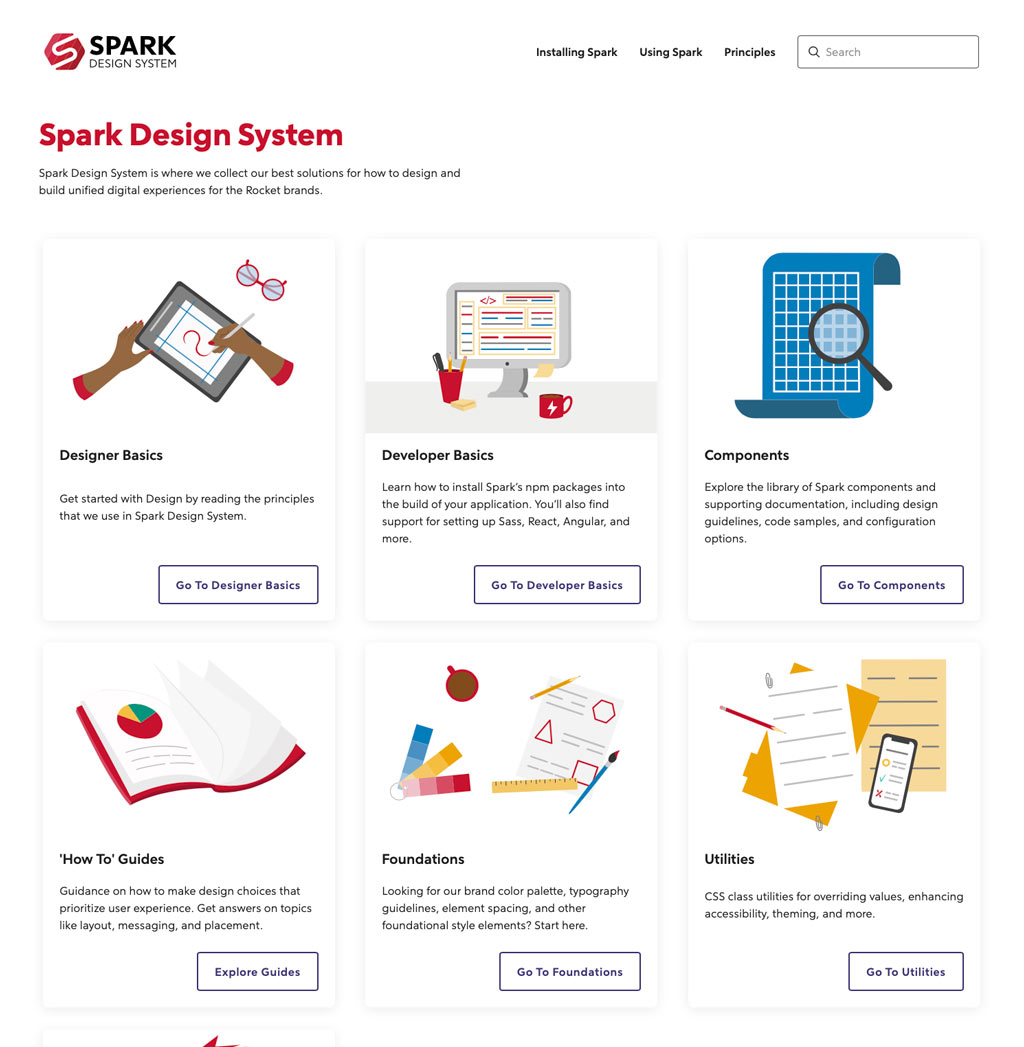 SPARK
DESIGN SYSTEM
Installing Spark
Using Spark
Principles
Search
Spark Design System
Spark Design System is where we collect our best solutions for how to design and
build unified digital experiences for the Rocket brands.
</>
Designer Basics
Get started with Design by reading the principles
that we use in Spark Design System.
Go To Designer Basics
Developer Basics
Learn how to install Spark's npm packages into
the build of your application. You'll also find
support for setting up Sass, React, Angular, and
more.
Go To Developer Basics
Components
Explore the library of Spark components and
supporting documentation, including design
guidelines, code samples, and configuration
options.
Go To Components
'How To' Guides
Guidance on how to make design choices that
prioritize user experience. Get answers on topics
like layout, messaging, and placement.
Explore Guides
Foundations
Looking for our brand color palette, typography
guidelines, element spacing, and other
foundational style elements? Start here.
Go To Foundations
Utilities
CSS class utilities for overriding values, enhancing
accessibility, theming, and more.
Go To Utilities